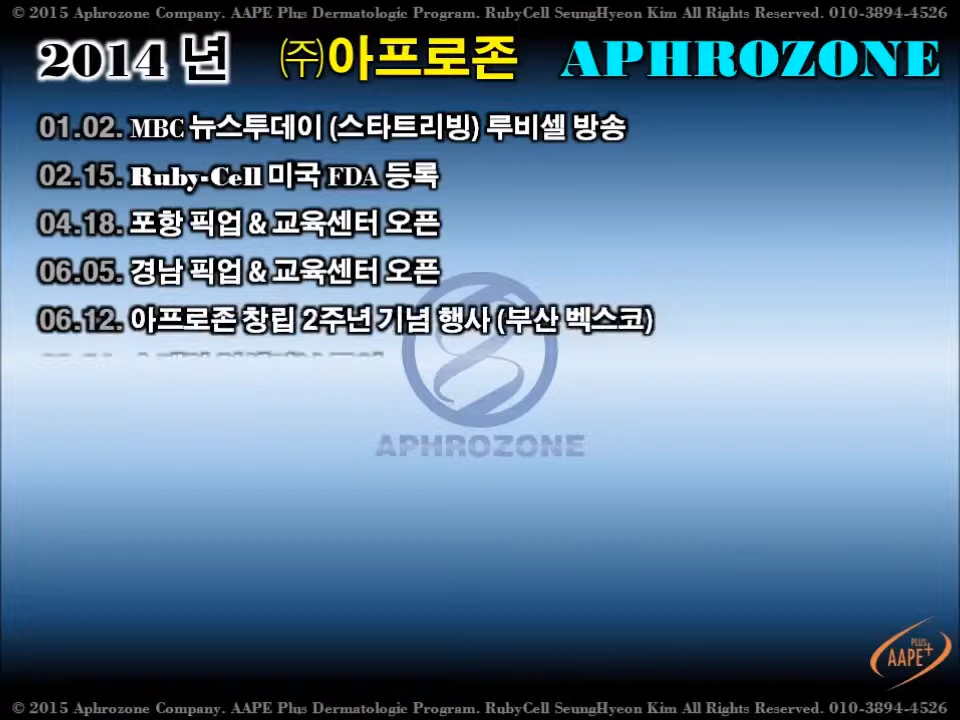 © 2015 Aphrozone Company. AAPE Plus Dermatologic Program. RubyCell SeungHyeon Kim All Rights Reserved. 010-3894-4526
2014 년 ㈜아프로존 APHROZONE
01.02. MBC 뉴스투데이 (스타트리빙) 루비셀 방송
02.15. Ruby-Cell 미국 FDA 등록
04.18. 포항 픽업 & 교육센터 오픈
06.05. 경남 픽업 & 교육센터 오픈
06.12. 아프로존 창립 2주년 기념 행사 (부산 벡스코)
APHROZONE
PLUS
AAPE+
© 2015 Aphrozone Company. AAPE Plus Dermatologic Program. RubyCell SeungHyeon Kim All Rights Reserved. 010-3894-4526